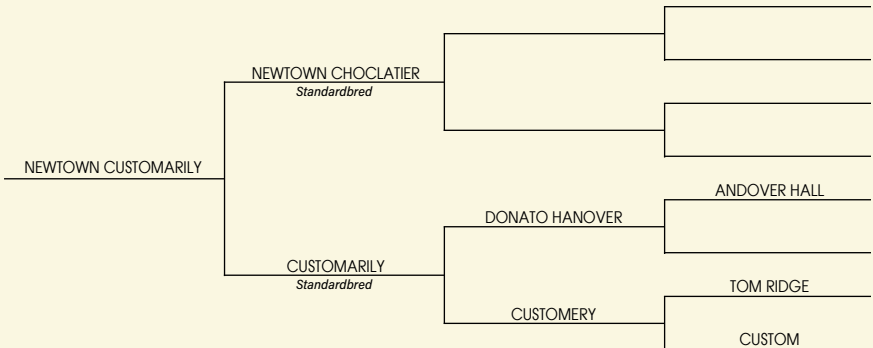 NEWTOWN CHOCLATIER
Standardbred
NEWTOWN CUSTOMARILY
ANDOVER HALL
DONATO HANOVER
CUSTOMARILY
Standardbred
TOM RIDGE
CUSTOMERY
CUSTOM